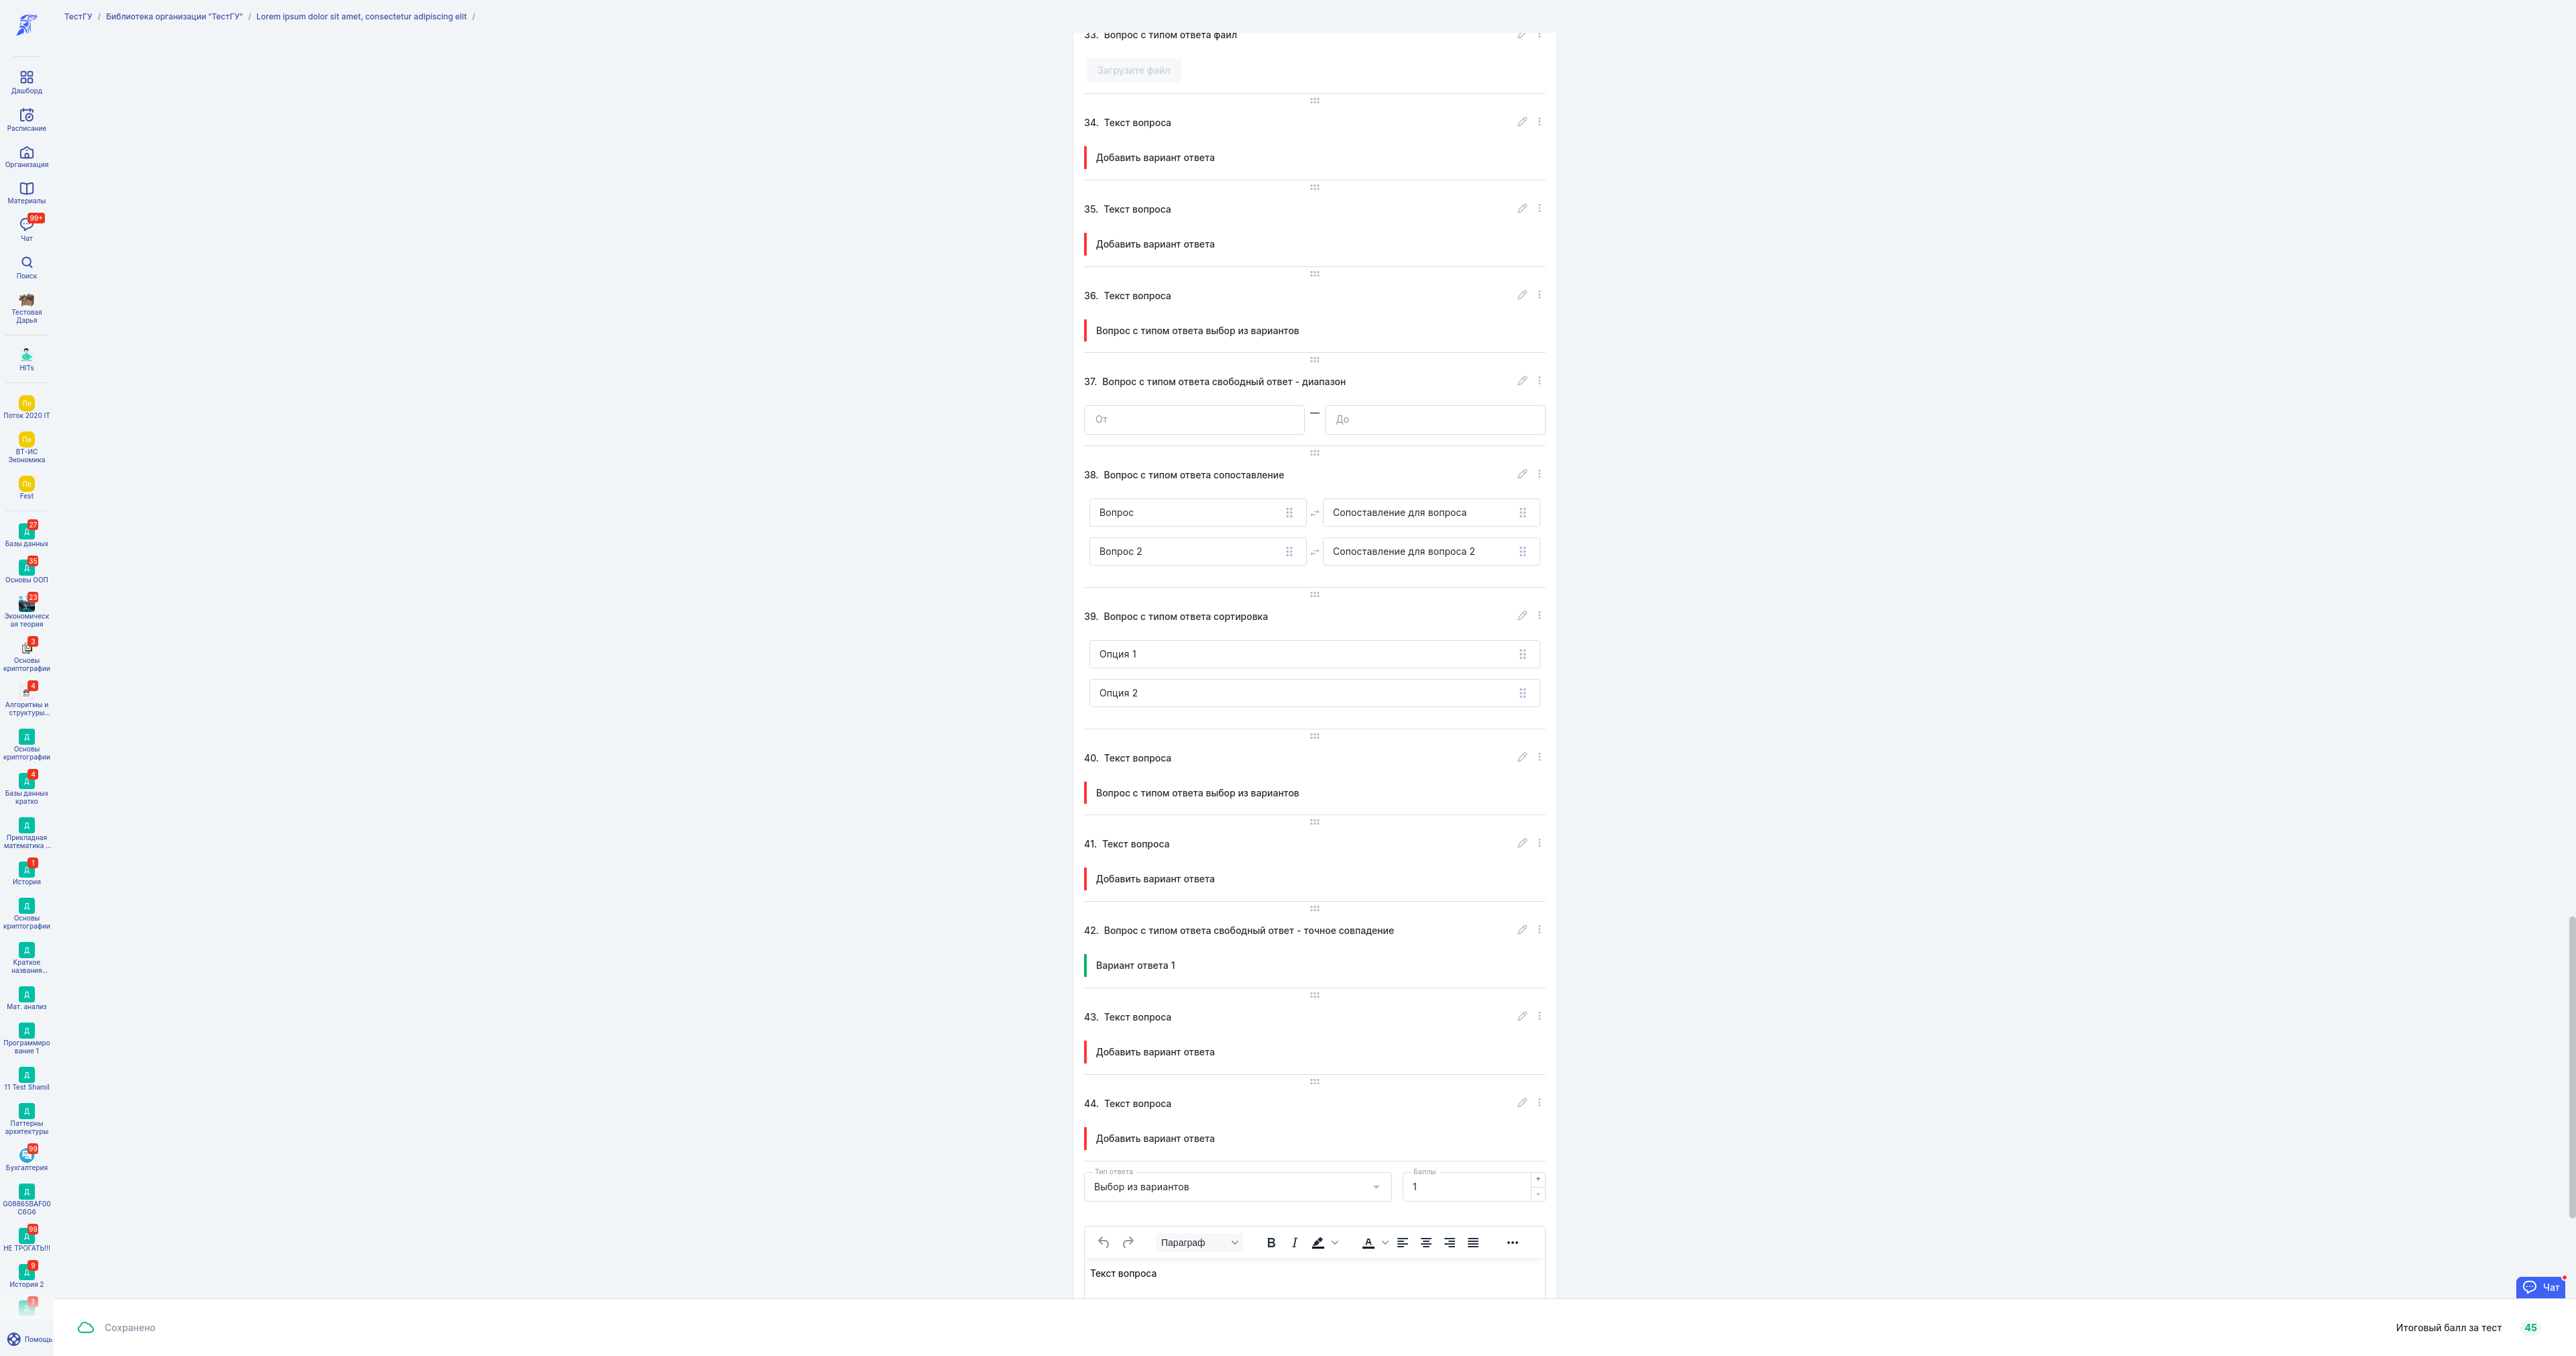 ТестГУ / Библиотека организации "ТестГУ" / Lorem ipsum dolor sit amet, consectetur adipiscing elit /
Дашборд
Расписание
Организация
Материалы
99+
Чат
Поиск
Тестовая
Дарья
HITs
По
Поток 2020 IT
По
ВТ-ИС
Экономика
По
Fest
27
Д
Базы данных
35
Д
Основы ООП
23
Экономическ
ая теория
3
Основы
криптографии
4
Алгоритмы и
структуры...
Д
Основы
криптографии
4
Д
Базы данных
кратко
Д
Прикладная
математика ...
1
Д
История
Д
Основы
криптографии
Д
Краткое
названия...
Д
Мат. анализ
Д
Программиро
вание 1
Д
11 Test Shamil
Д
Паттерны
архитектуры
99
Бухгалтерия
Д
G08865BAF00
C6G6
99
Д
НЕ ТРОГАТЬ!!!
9
Д
История 2
1
Д
Помощь
33. Вопрос с типом ответа файл
Загрузите файл
34. Текст вопроса
Добавить вариант ответа
35. Текст вопроса
Добавить вариант ответа
36. Текст вопроса
Вопрос с типом ответа выбор из вариантов
37. Вопрос с типом ответа свободный ответ - диапазон
От — До
38. Вопрос с типом ответа сопоставление
Вопрос Сопоставление для вопроса
Вопрос 2 Сопоставление для вопроса 2
39. Вопрос с типом ответа сортировка
Опция 1
Опция 2
40. Текст вопроса
Вопрос с типом ответа выбор из вариантов
41. Текст вопроса
Добавить вариант ответа
42. Вопрос с типом ответа свободный ответ - точное совпадение
Вариант ответа 1
43. Текст вопроса
Добавить вариант ответа
44. Текст вопроса
Добавить вариант ответа
Тип ответа Баллы
Выбор из вариантов 1 + -
Параграф B I A
Текст вопроса
Чат
Сохранено
Итоговый балл за тест 45